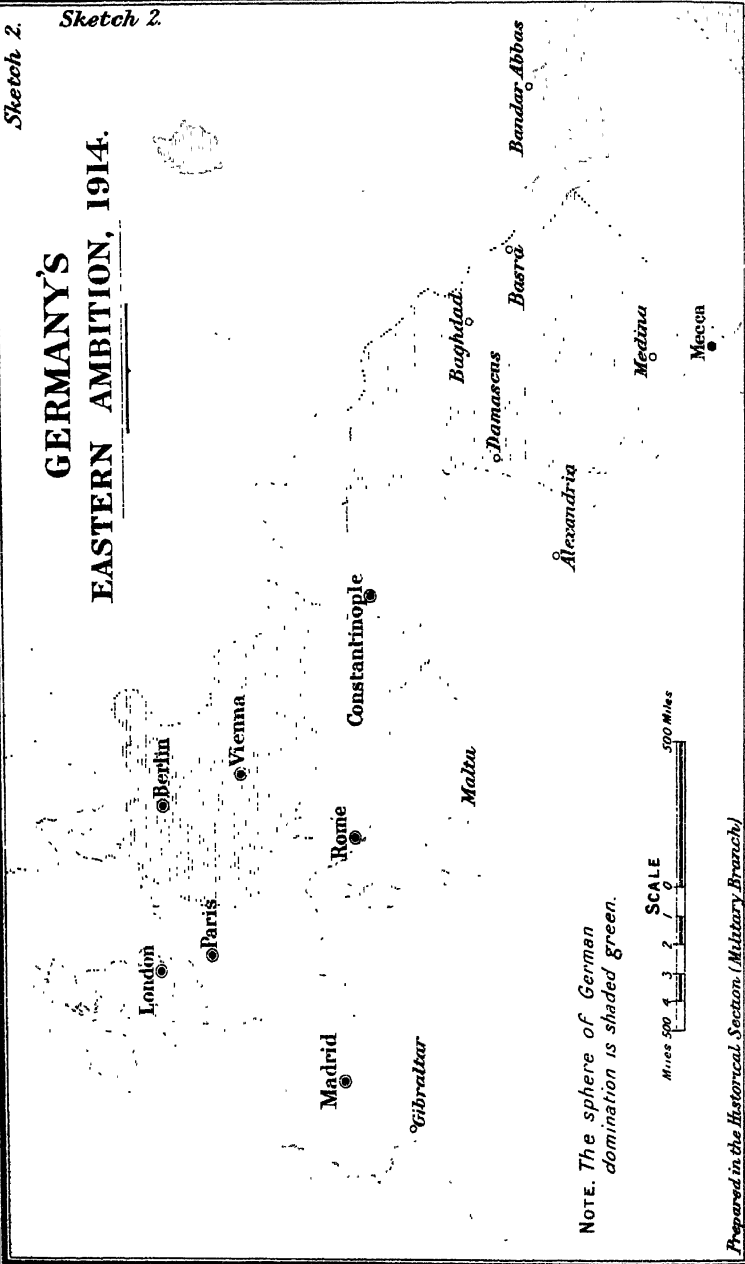 Sketch 2.
Sketch 2.
GERMANY'S
EASTERN AMBITION, 1914.
London
Berlin
Paris
Vienna
Madrid
Rome
Constantinople
Gibraltar
Malta
Alexandria
Damascus
Baghdad
Basra
Bandar Abbas
Medina
Mecca
NOTE. The sphere of German
domination is shaded green.
SCALE
Miles 500 4 3 2 1 0 500 Miles
Prepared in the Historical Section (Military Branch)